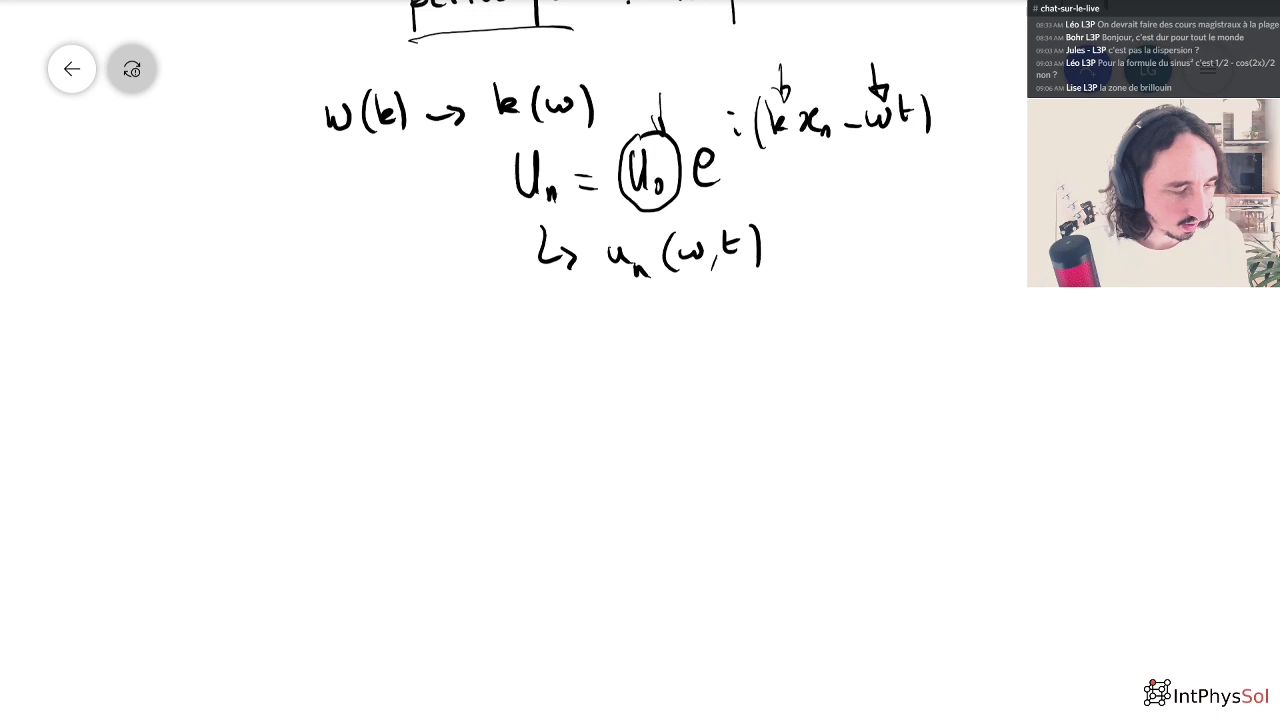 ω(k) → k(ω)
Uₙ = U₀ e^i(k xₙ - ωt)
↳ uₙ(ω,t)
# chat-sur-le-live
08:33 AM Léo L3P On devrait faire des cours magistraux à la plage
08:34 AM Bohr L3P Bonjour, c'est dur pour tout le monde
09:03 AM Jules - L3P c'est pas la dispersion ?
09:03 AM Léo L3P Pour la formule du sinus² c'est 1/2 - cos(2x)/2
non ?
09:06 AM Lise L3P la zone de brillouin
IntPhysSol